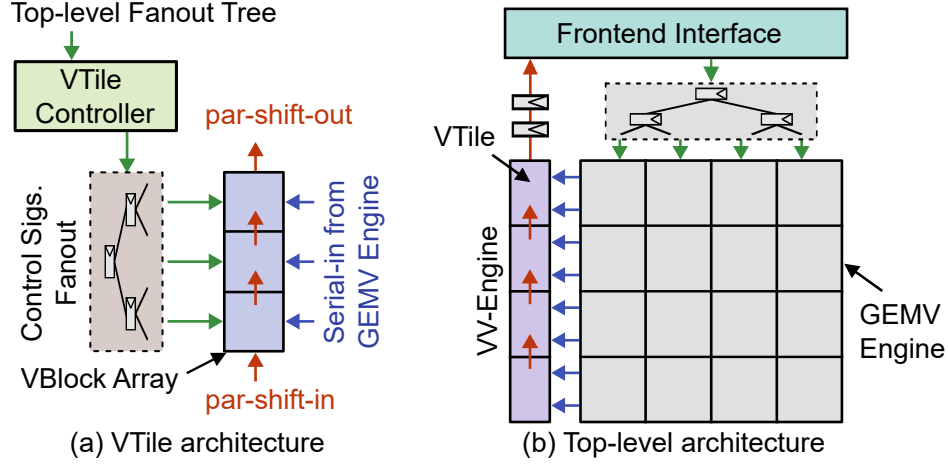 Top-level Fanout Tree
VTile
Controller
par-shift-out
Control Sigs.
Fanout
Serial-in from
GEMV Engine
VBlock Array
par-shift-in
(a) VTile architecture
Frontend Interface
VTile
VV-Engine
GEMV
Engine
(b) Top-level architecture